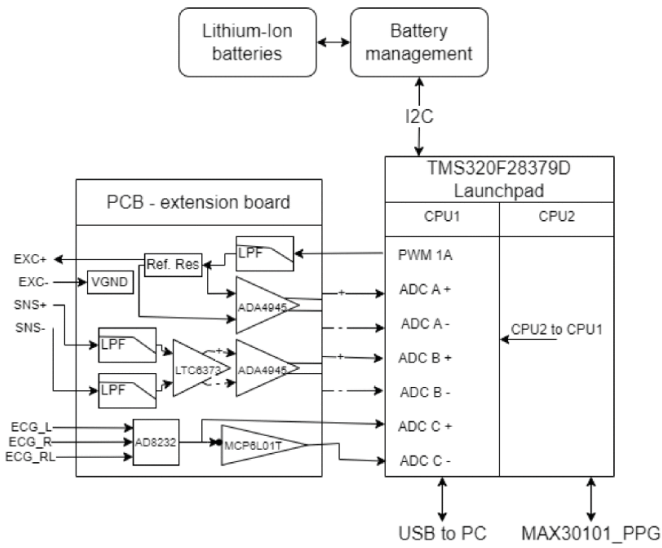 Lithium-Ion
batteries
Battery
management
I2C
TMS320F28379D
Launchpad
CPU1
CPU2
PCB - extension board
EXC+
EXC-
SNS+
SNS-
Ref. Res
LPF
VGND
ADA4945
LPF
LPF
LTC6373
+
-
ADA4945
+
-
+
-
PWM 1A
ADC A +
ADC A -
ADC B +
ADC B -
ADC C +
ADC C -
CPU2 to CPU1
ECG_L
ECG_R
ECG_RL
AD8232
MCP6L01T
USB to PC
MAX30101_PPG